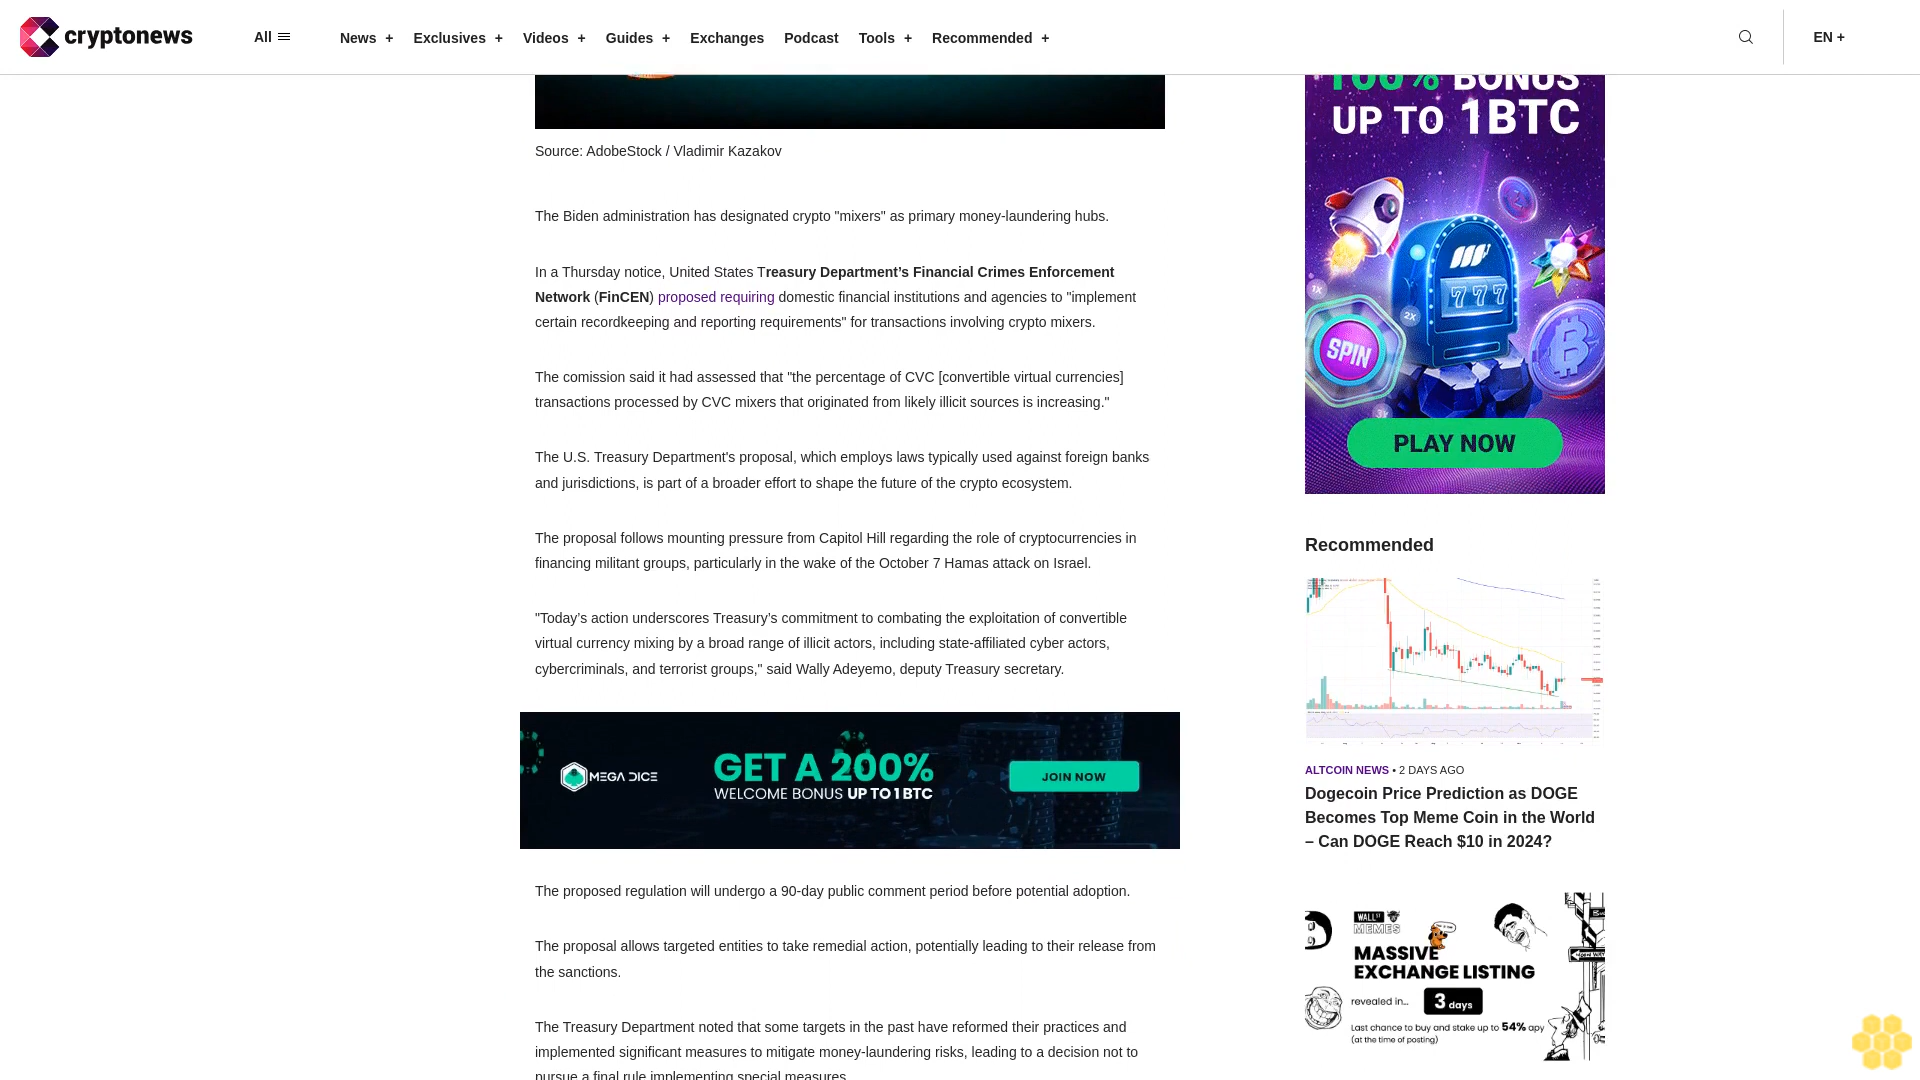 cryptonews
All
News +
Exclusives +
Videos +
Guides +
Exchanges
Podcast
Tools +
Recommended +
EN +
Source: AdobeStock / Vladimir Kazakov
The Biden administration has designated crypto "mixers" as primary money-laundering hubs.
In a Thursday notice, United States Treasury Department’s Financial Crimes Enforcement
Network (FinCEN) proposed requiring domestic financial institutions and agencies to "implement
certain recordkeeping and reporting requirements" for transactions involving crypto mixers.
The comission said it had assessed that "the percentage of CVC [convertible virtual currencies]
transactions processed by CVC mixers that originated from likely illicit sources is increasing."
The U.S. Treasury Department's proposal, which employs laws typically used against foreign banks
and jurisdictions, is part of a broader effort to shape the future of the crypto ecosystem.
The proposal follows mounting pressure from Capitol Hill regarding the role of cryptocurrencies in
financing militant groups, particularly in the wake of the October 7 Hamas attack on Israel.
"Today’s action underscores Treasury’s commitment to combating the exploitation of convertible
virtual currency mixing by a broad range of illicit actors, including state-affiliated cyber actors,
cybercriminals, and terrorist groups," said Wally Adeyemo, deputy Treasury secretary.
MEGA DICE
GET A 200%
WELCOME BONUS UP TO 1 BTC
JOIN NOW
The proposed regulation will undergo a 90-day public comment period before potential adoption.
The proposal allows targeted entities to take remedial action, potentially leading to their release from
the sanctions.
The Treasury Department noted that some targets in the past have reformed their practices and
implemented significant measures to mitigate money-laundering risks, leading to a decision not to
pursue a final rule implementing special measures.
100% BONUS
UP TO 1BTC
777
1X
2X
SPIN
3X
PLAY NOW
Recommended
ALTCOIN NEWS • 2 DAYS AGO
Dogecoin Price Prediction as DOGE
Becomes Top Meme Coin in the World
– Can DOGE Reach $10 in 2024?
WALL ST
MEMES
MASSIVE
EXCHANGE LISTING
revealed in... 3 days
Last chance to buy and stake up to 54% apy
(at the time of posting)